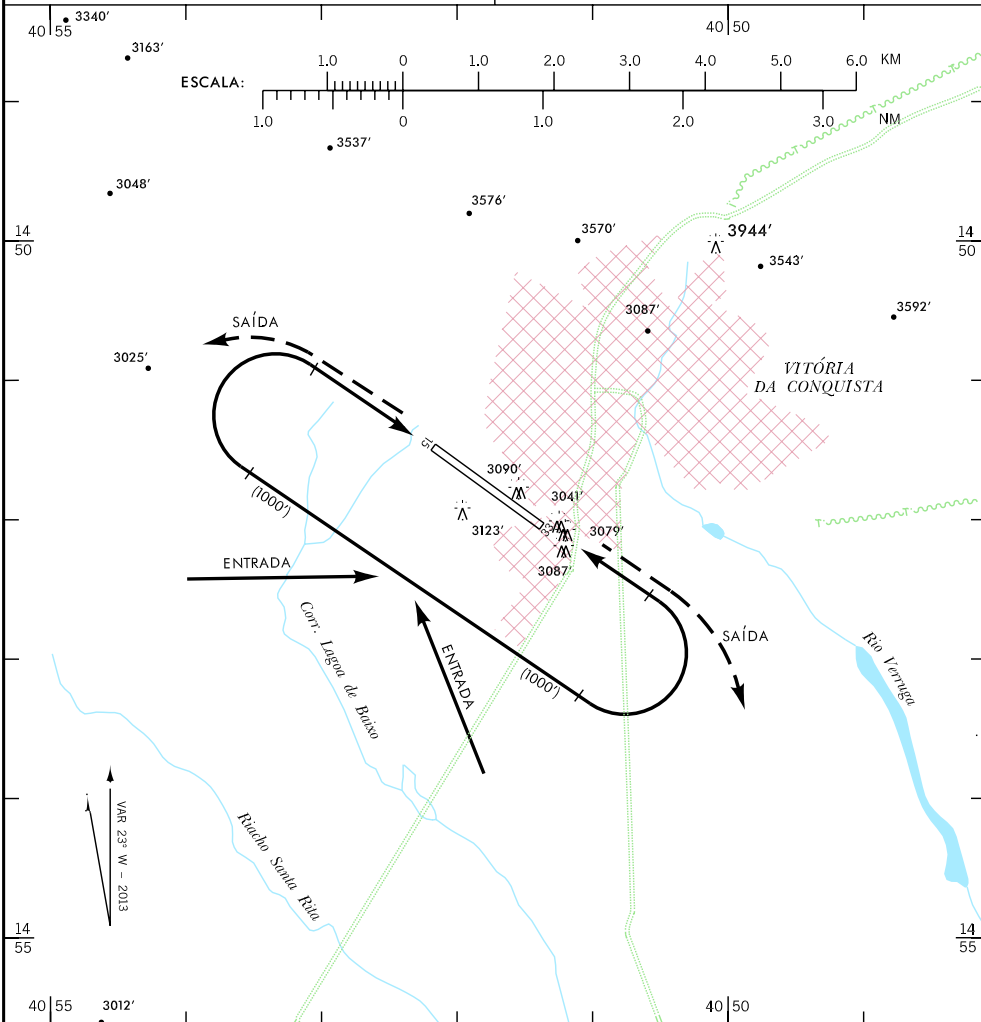 3340'
40 55
40 50
3163'
1.0 0 1.0 2.0 3.0 4.0 5.0 6.0 KM
ESCALA:
1.0 0 1.0 2.0 3.0 NM
3537'
3048'
3576'
3570'
3944'
14
50
14
50
3543'
3087'
3592'
SAÍDA
3025'
VITÓRIA
DA CONQUISTA
15
3090'
(1000')
3041'
33
3123'
3079'
3087'
ENTRADA
Corr. Lagoa de Baixo
ENTRADA
(1000')
SAÍDA
Rio Verruga
VAR 23° W – 2013
Riacho Santa Rita
14
55
14
55
40 55
3012'
40 50